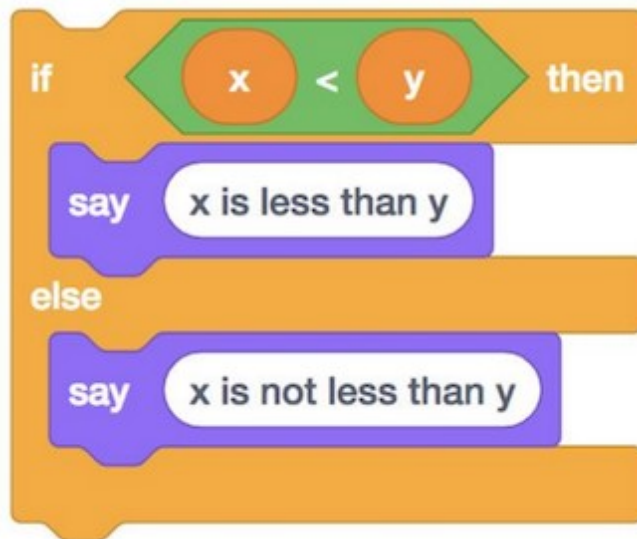 if x < y then
say x is less than y
else
say x is not less than y